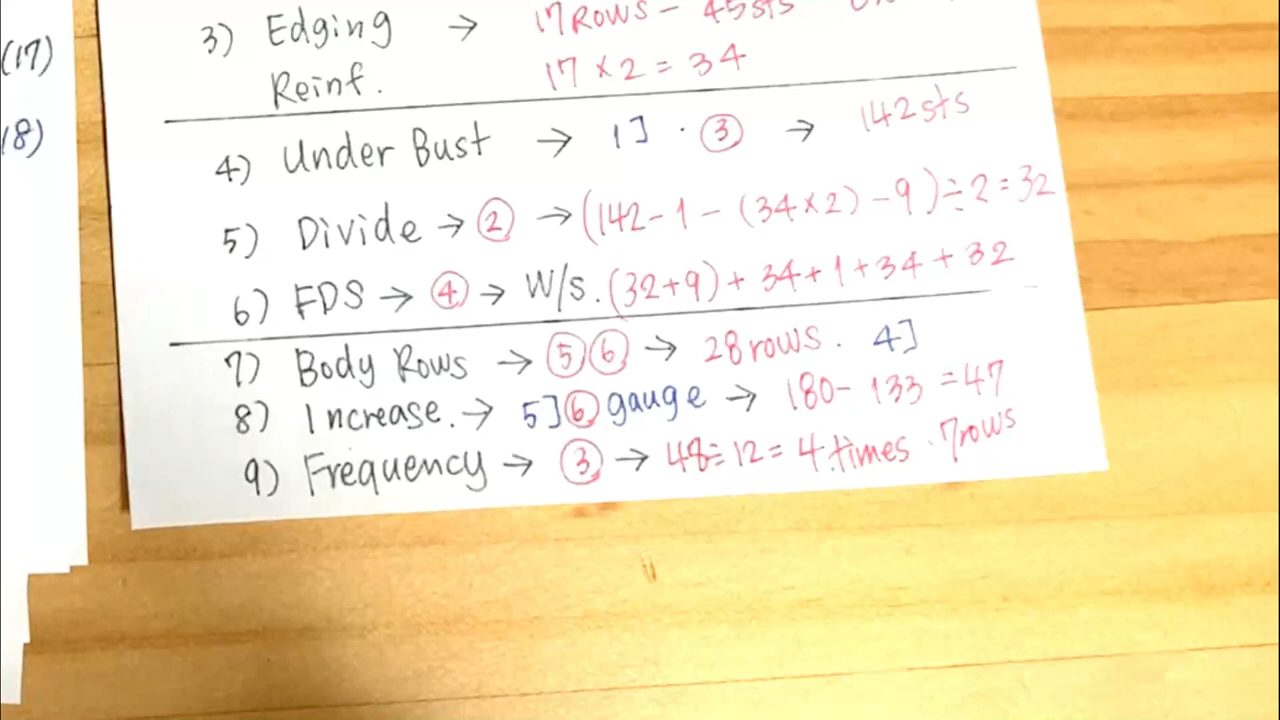 (17)
18)
3) Edging → 17 Rows - 45sts
Reinf. 17 × 2 = 34
4) Under Bust → 1] · ③ → 142sts
5) Divide → ② → (142 - 1 - (34×2) - 9) ÷ 2 = 32
6) FDS → ④ → W/s. (32+9) + 34 + 1 + 34 + 32
7) Body Rows → ⑤⑥ → 28 rows. 4]
8) Increase. → 5]⑥ gauge → 180 - 133 = 47
9) Frequency → ③ → 48 ÷ 12 = 4.times . 7rows